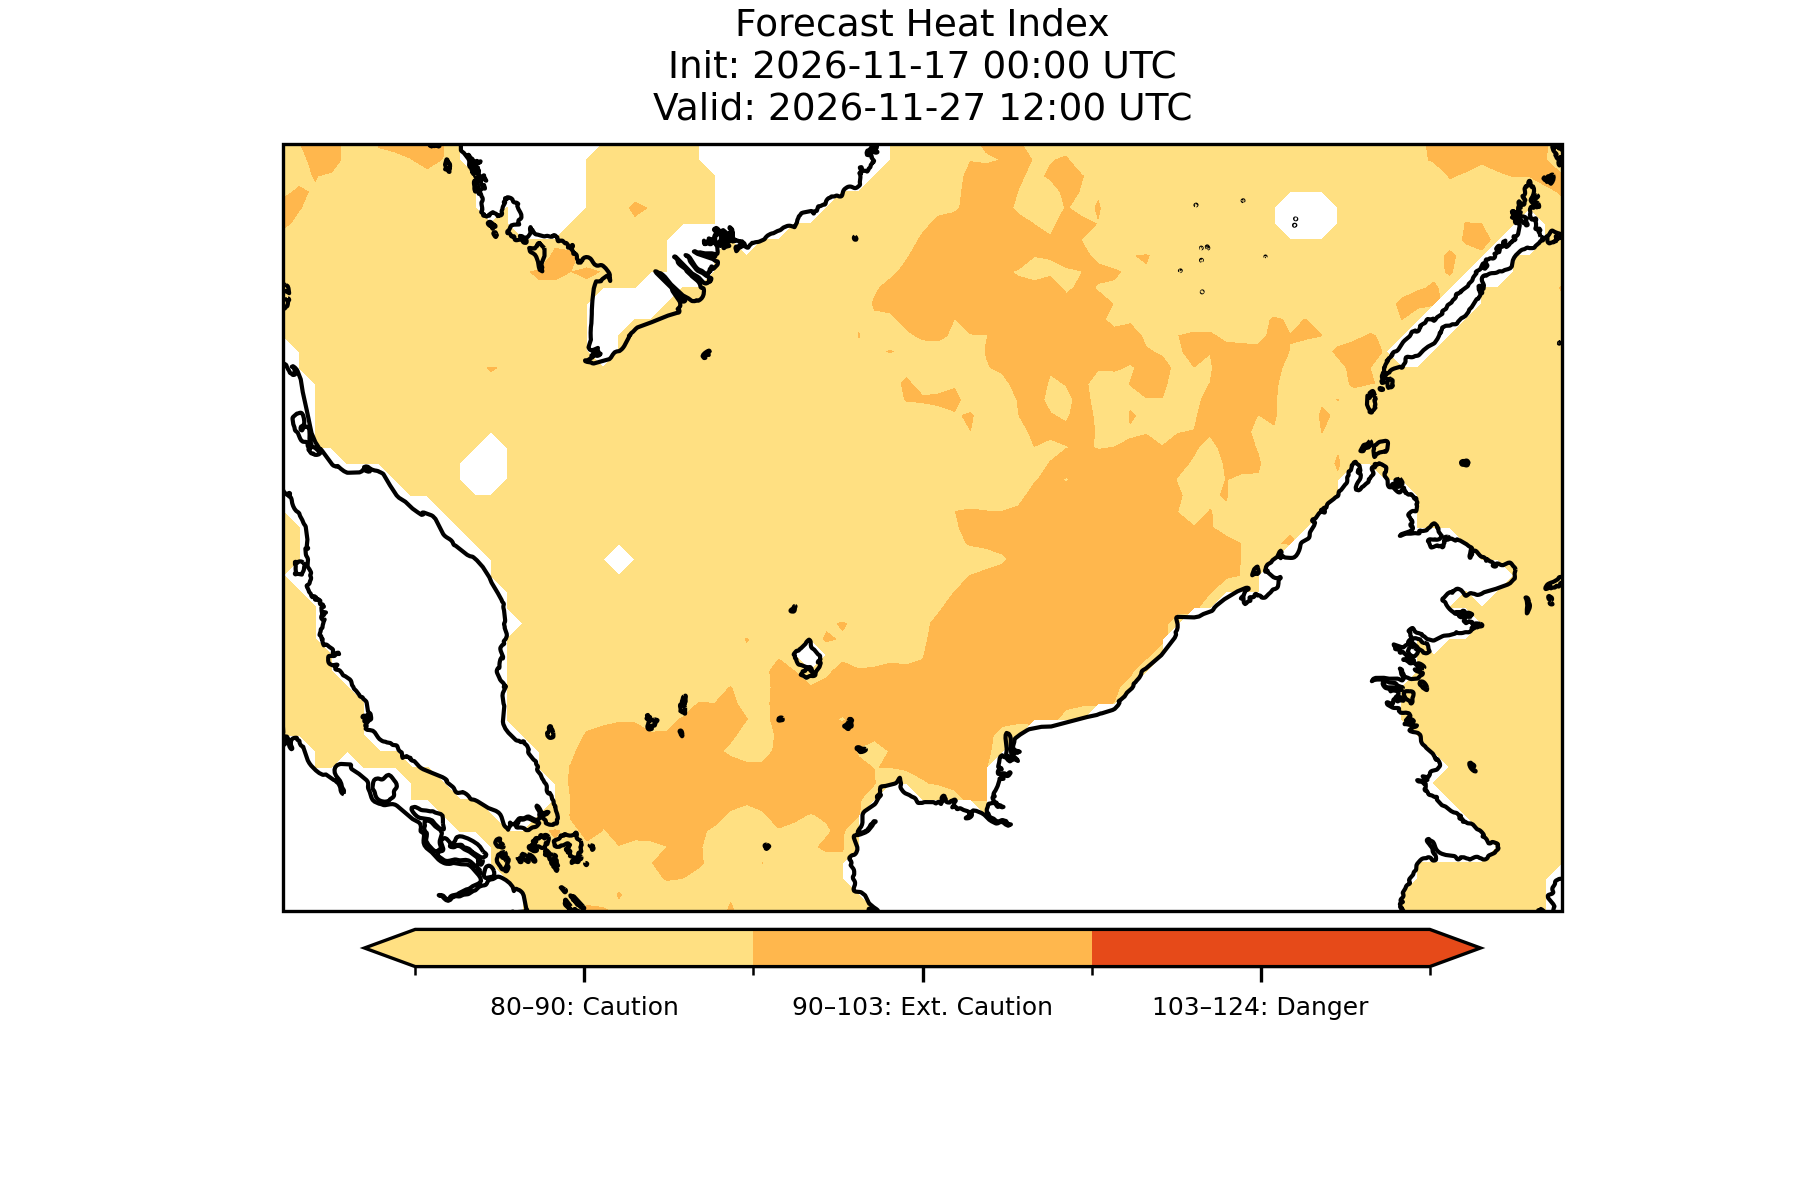 Forecast Heat Index
Init: 2026-11-17 00:00 UTC
Valid: 2026-11-27 12:00 UTC
80–90: Caution
90–103: Ext. Caution
103–124: Danger